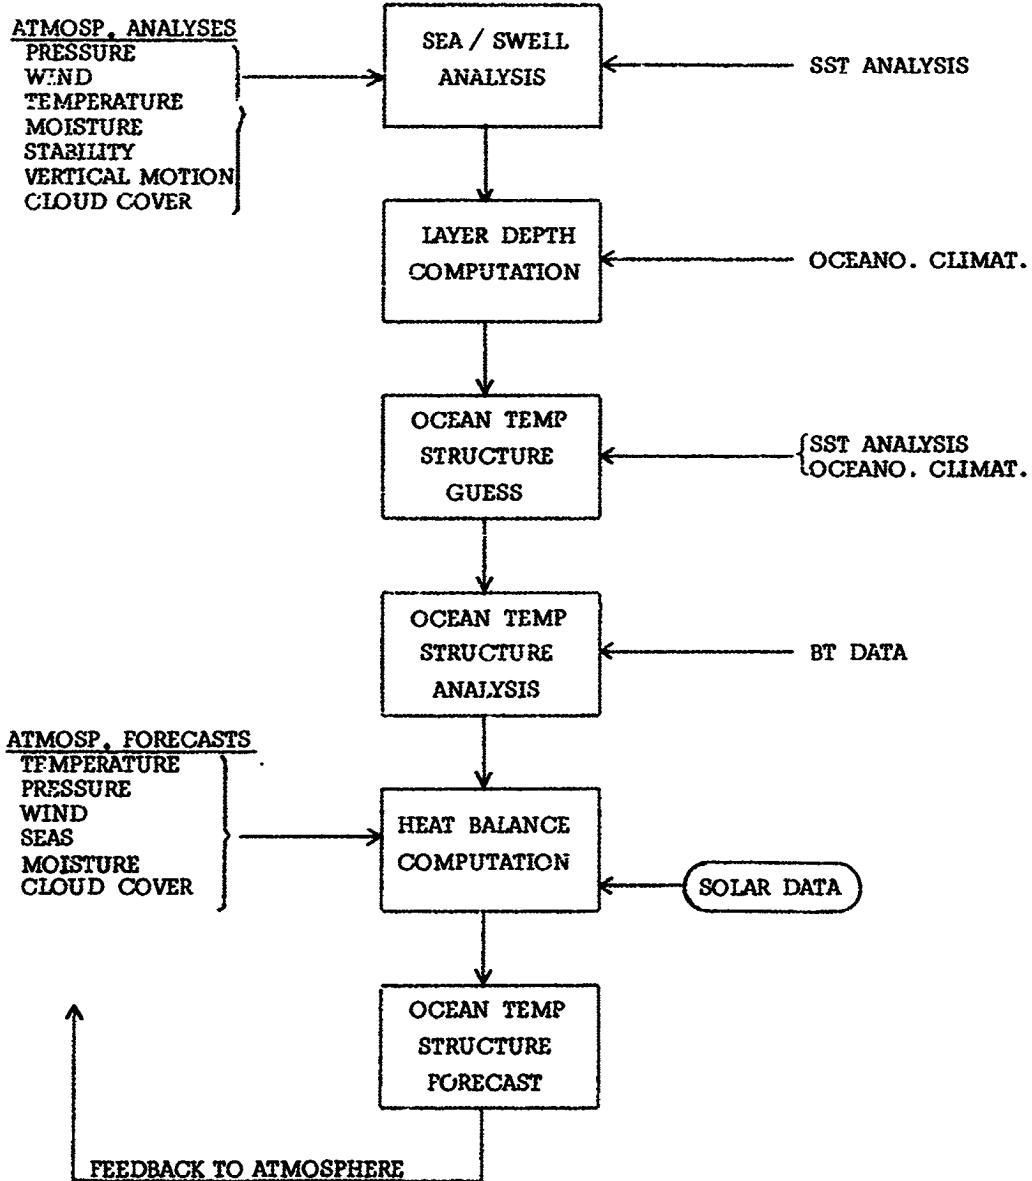 ATMOSP. ANALYSES
PRESSURE
WIND
TEMPERATURE
MOISTURE
STABILITY
VERTICAL MOTION
CLOUD COVER
SEA / SWELL
ANALYSIS
SST ANALYSIS
LAYER DEPTH
COMPUTATION
OCEANO. CLIMAT.
OCEAN TEMP
STRUCTURE
GUESS
SST ANALYSIS
OCEANO. CLIMAT.
OCEAN TEMP
STRUCTURE
ANALYSIS
BT DATA
ATMOSP. FORECASTS
TEMPERATURE
PRESSURE
WIND
SEAS
MOISTURE
CLOUD COVER
HEAT BALANCE
COMPUTATION
SOLAR DATA
OCEAN TEMP
STRUCTURE
FORECAST
FEEDBACK TO ATMOSPHERE